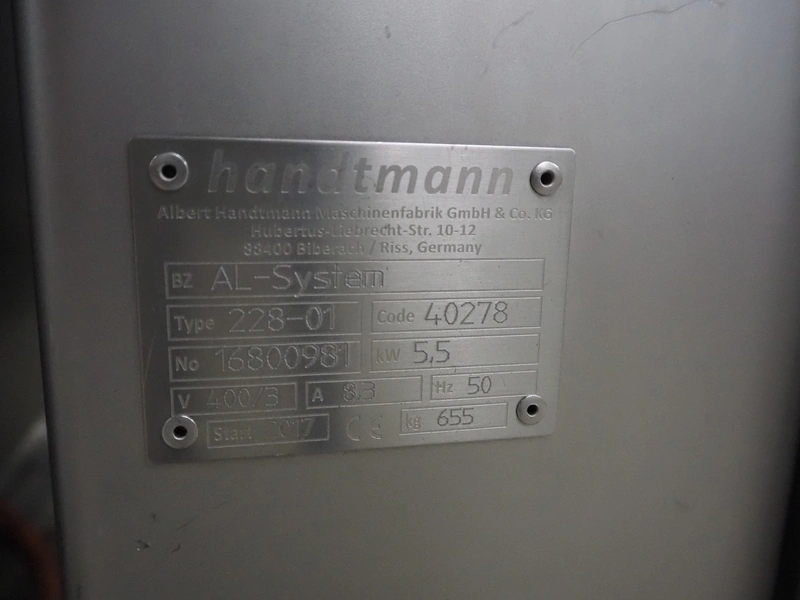 handtmann
Albert Handtmann Maschinenfabrik GmbH & Co. KG
Hubertus-Liebrecht-Str. 10-12
88400 Biberach / Riss, Germany
BZ AL-System
Type 228-01 Code 40278
No 16800981 kW 5,5
V 400/3 A 8,3 Hz 50
Start 2017 CE kg 655